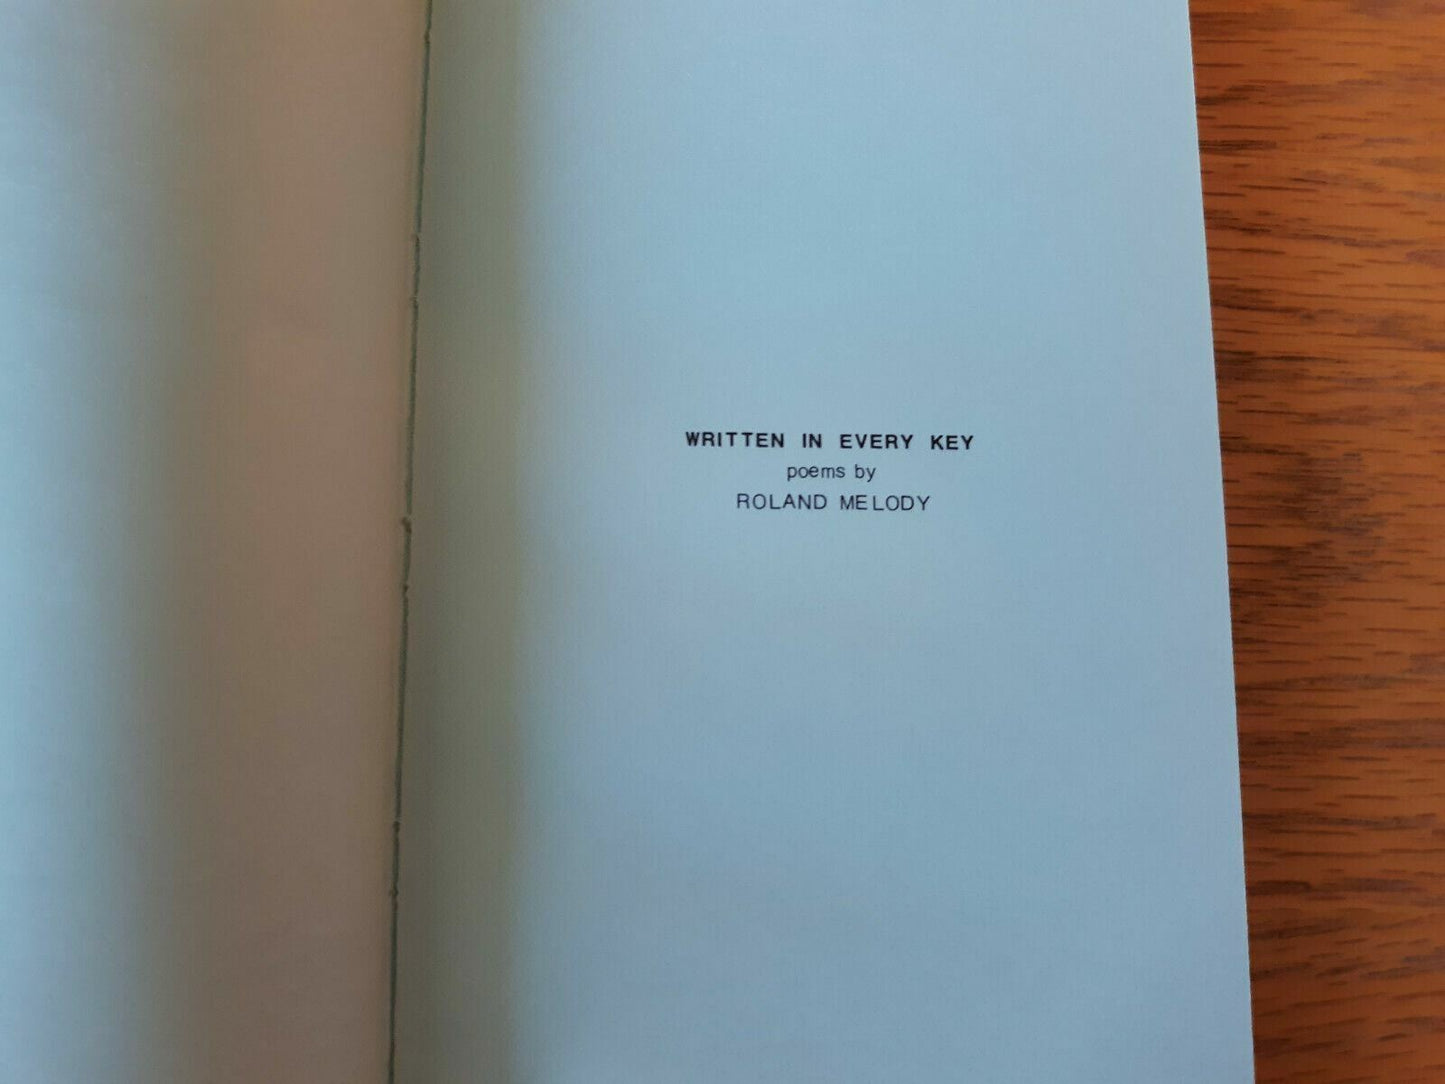 WRITTEN IN EVERY KEY
poems by
ROLAND MELODY